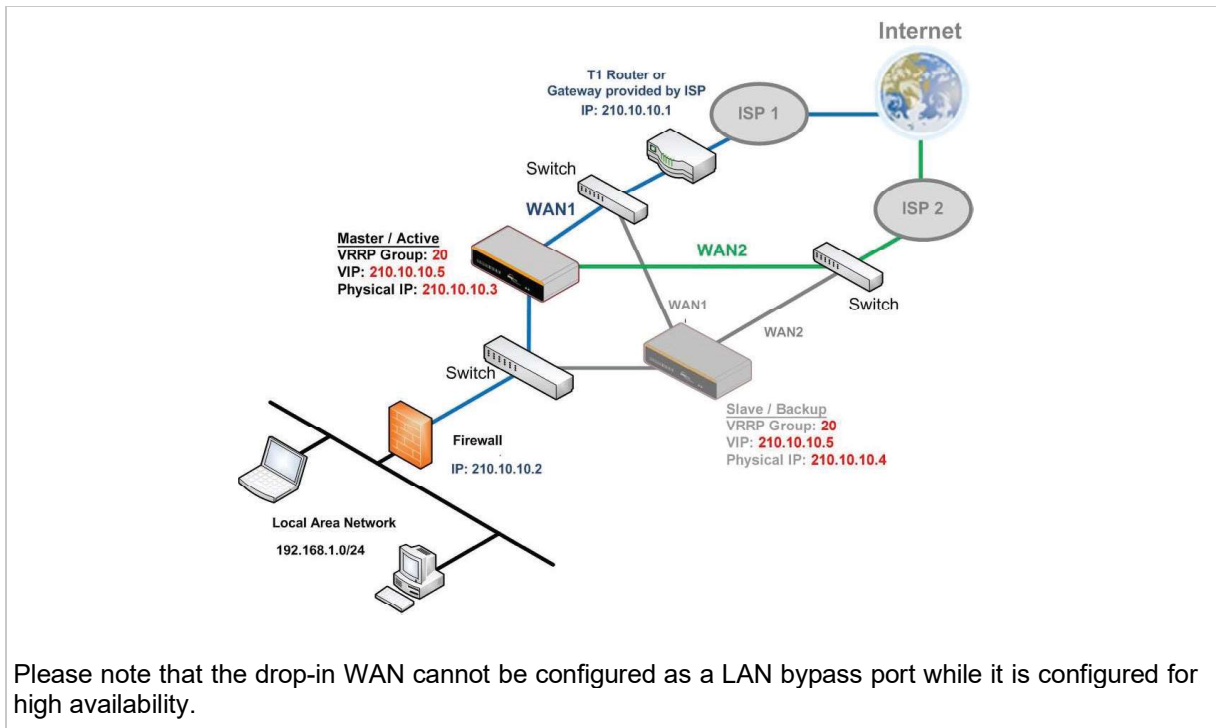 Internet
T1 Router or
Gateway provided by ISP
IP: 210.10.10.1
ISP 1
Switch
WAN1
ISP 2
Master / Active
VRRP Group: 20
VIP: 210.10.10.5
Physical IP: 210.10.10.3
WAN2
Switch
WAN1
WAN2
Switch
Slave / Backup
VRRP Group: 20
VIP: 210.10.10.5
Physical IP: 210.10.10.4
Firewall
IP: 210.10.10.2
Local Area Network
192.168.1.0/24
Please note that the drop-in WAN cannot be configured as a LAN bypass port while it is configured for
high availability.